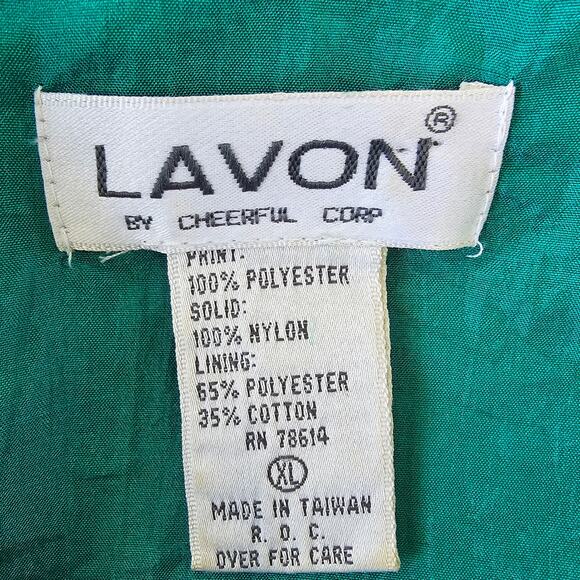 LAVON®
BY CHEERFUL CORP
PRINT:
100% POLYESTER
SOLID:
100% NYLON
LINING:
65% POLYESTER
35% COTTON
RN 78614
XL
MADE IN TAIWAN
R. O. C.
OVER FOR CARE